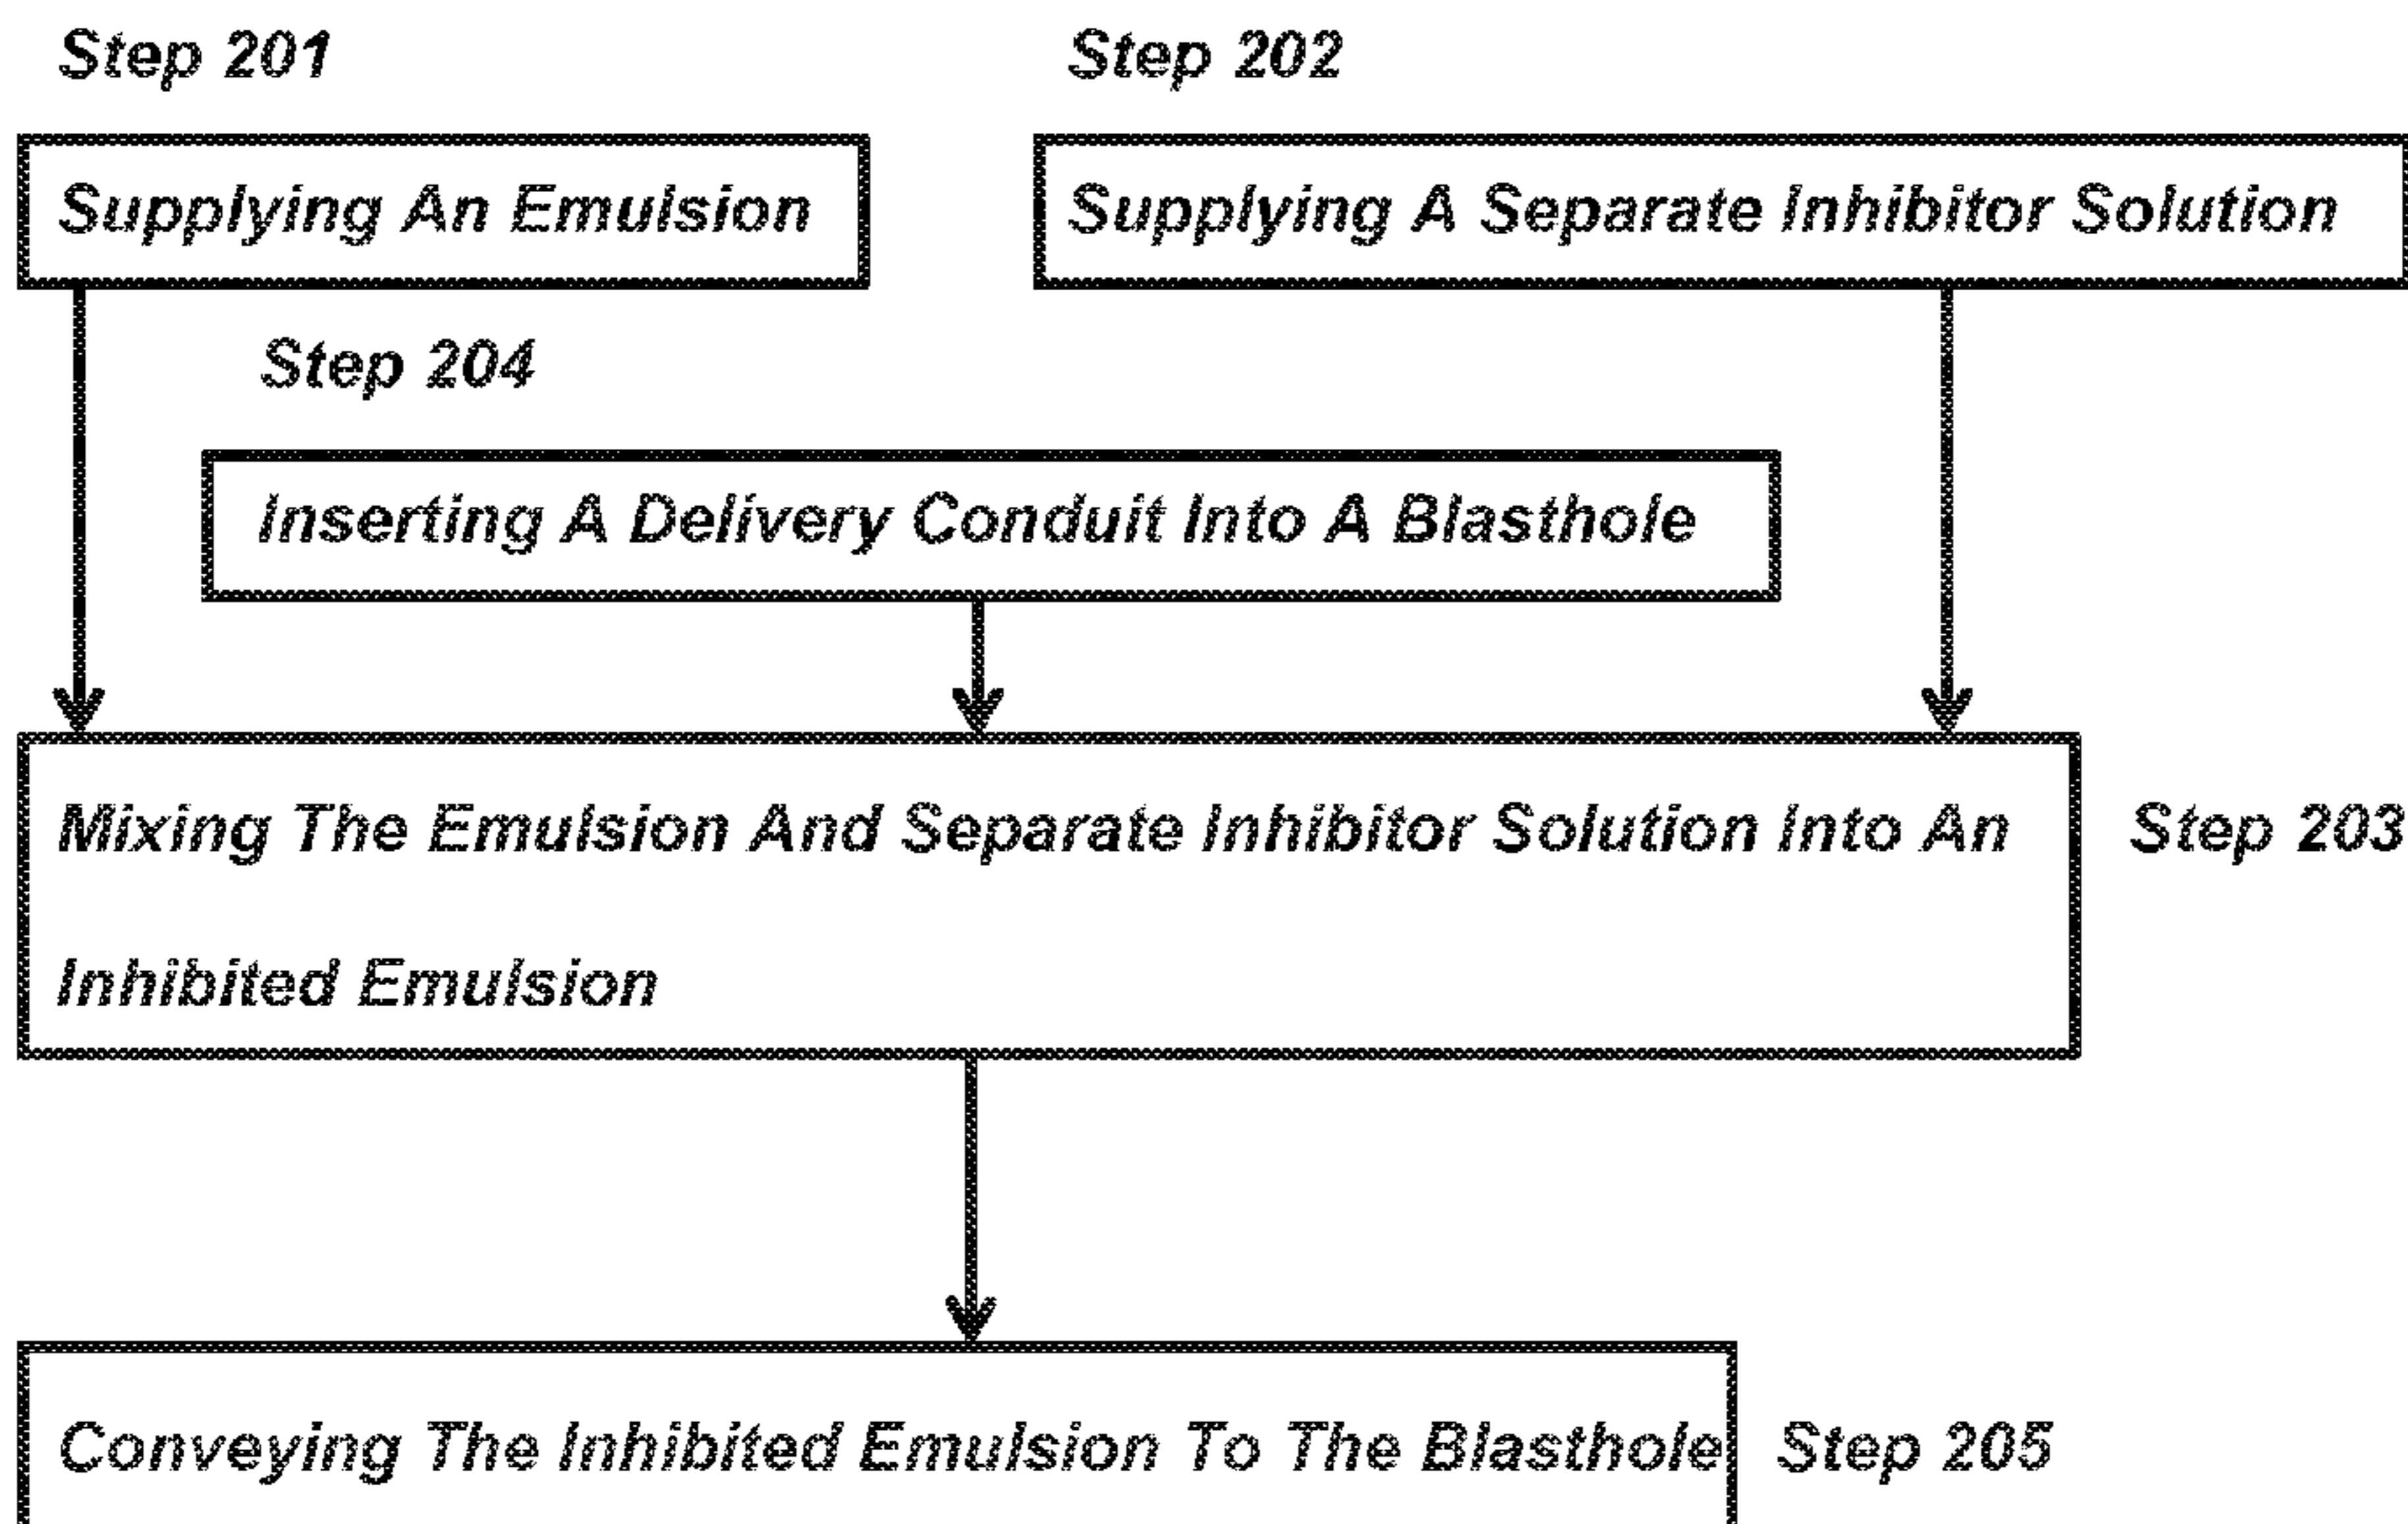 Step 201
Step 202
Supplying An Emulsion
Supplying A Separate Inhibitor Solution
Step 204
Inserting A Delivery Conduit Into A Blasthole
Mixing The Emulsion And Separate Inhibitor Solution Into An
Inhibited Emulsion
Step 203
Conveying The Inhibited Emulsion To The Blasthole
Step 205